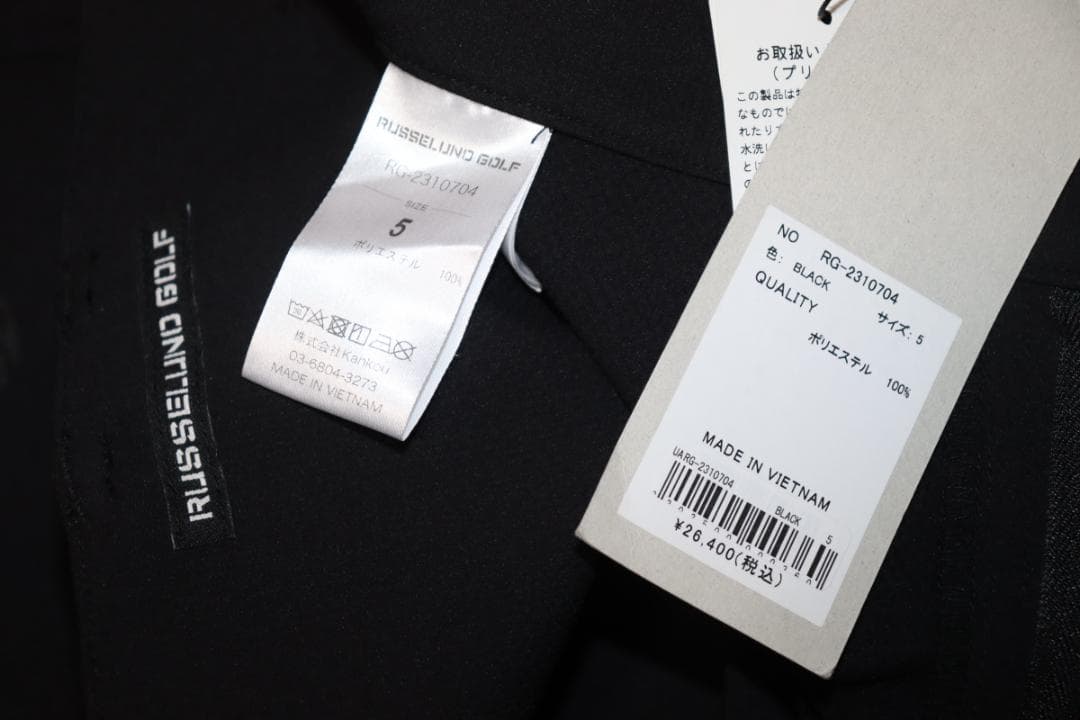 RUSSELUNO GOLF
RUSSELUNO GOLF
RG-2310704
SIZE
5
ポリエステル 100%
株式会社Kankou
03-6804-3273
MADE IN VIETNAM
お取扱い
（プリ
この製品は
なもので
れたり
水洗い
と
の
NO RG-2310704
色: BLACK サイズ: 5
QUALITY
ポリエステル 100%
MADE IN VIETNAM
UARG-2310704 BLACK 5
¥26,400(税込)